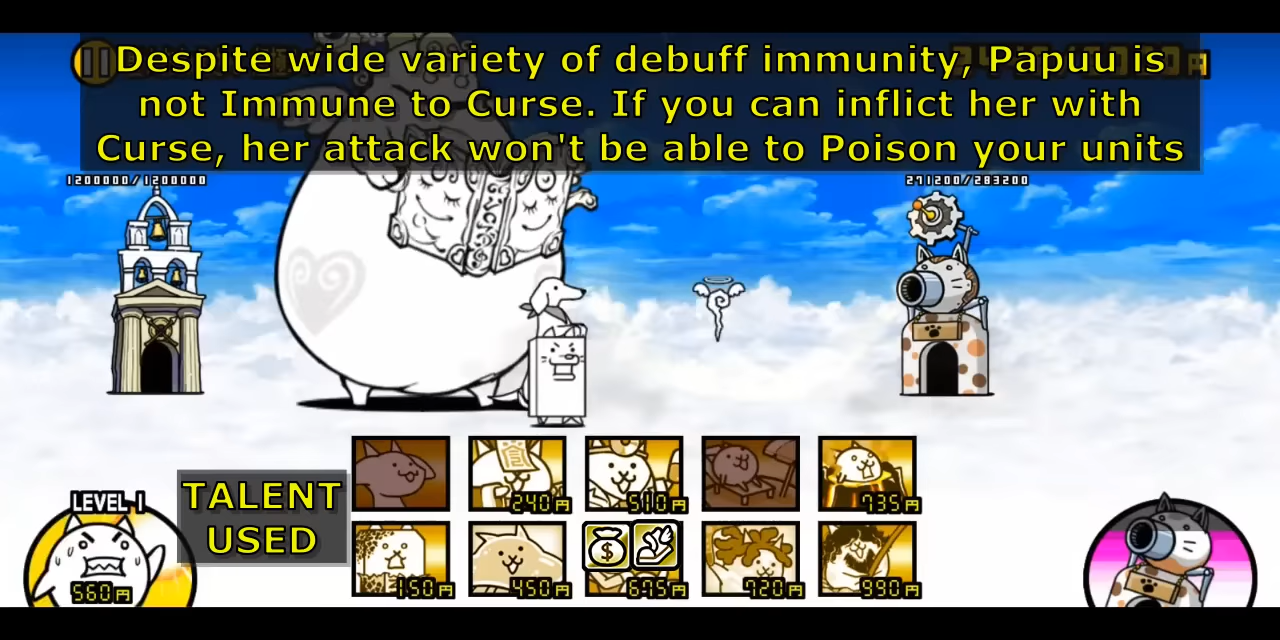 Despite wide variety of debuff immunity, Papuu is
not Immune to Curse. If you can inflict her with
Curse, her attack won't be able to Poison your units
1200000/1200000
271200/283200
LEVEL 1
TALENT
USED
240円
510円
735円
560円
150円
450円
675円
720円
990円